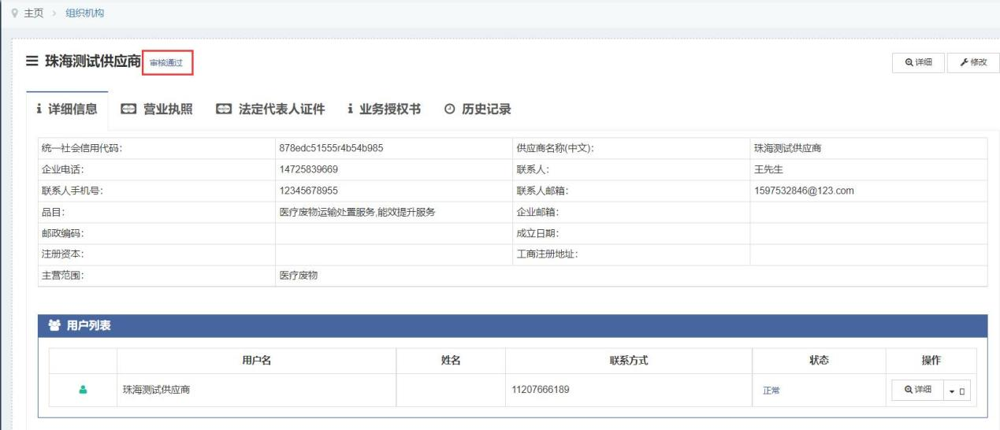 主页 > 组织机构
珠海测试供应商 审核通过 详细 修改
详细信息 营业执照 法定代表人证件 业务授权书 历史记录
统一社会信用代码: 878edc51555r4b54b985 供应商名称(中文): 珠海测试供应商
企业电话: 14725839669 联系人: 王先生
联系人手机号: 12345678955 联系人邮箱: 1597532846@123.com
品目: 医疗废物运输处置服务,能效提升服务 企业邮箱:
邮政编码: 成立日期:
注册资本: 工商注册地址:
主营范围: 医疗废物
用户列表
用户名 姓名 联系方式 状态 操作
珠海测试供应商 11207666189 正常 详细